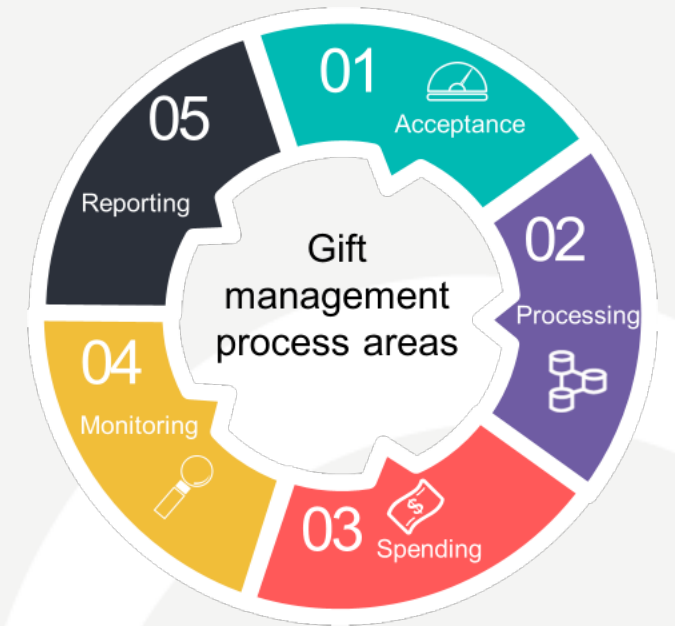 Gift
management
process areas
01
Acceptance
02
Processing
03
Spending
$
04
Monitoring
05
Reporting